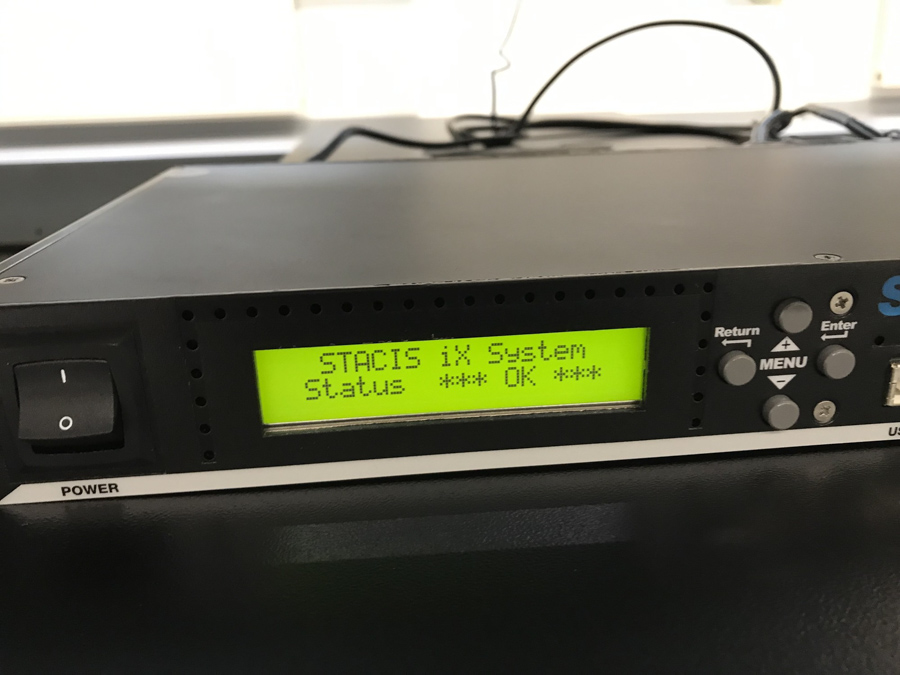 STACIS iX System
Status *** OK ***
Return
Enter
+
MENU
−
I
O
POWER